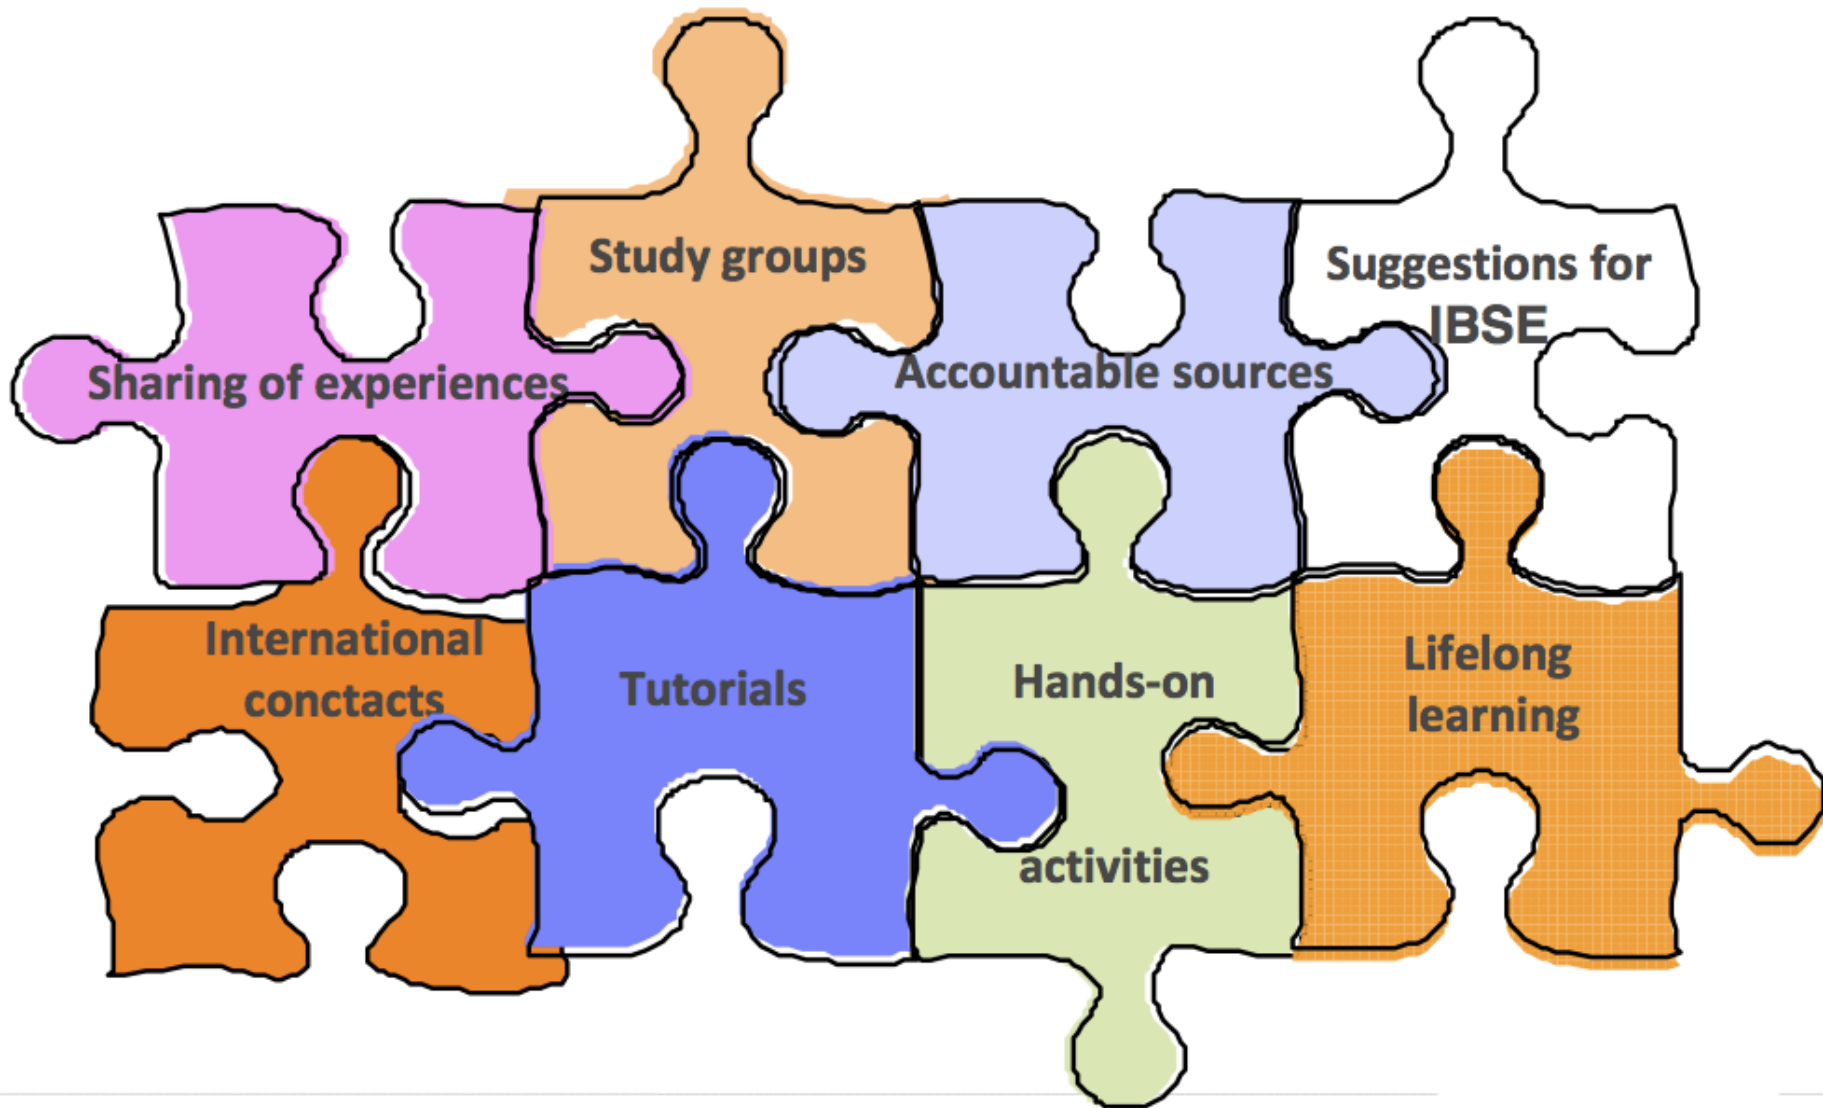 Study groups
Suggestions for
IBSE
Sharing of experiences
Accountable sources
International
conctacts
Tutorials
Hands-on
activities
Lifelong
learning